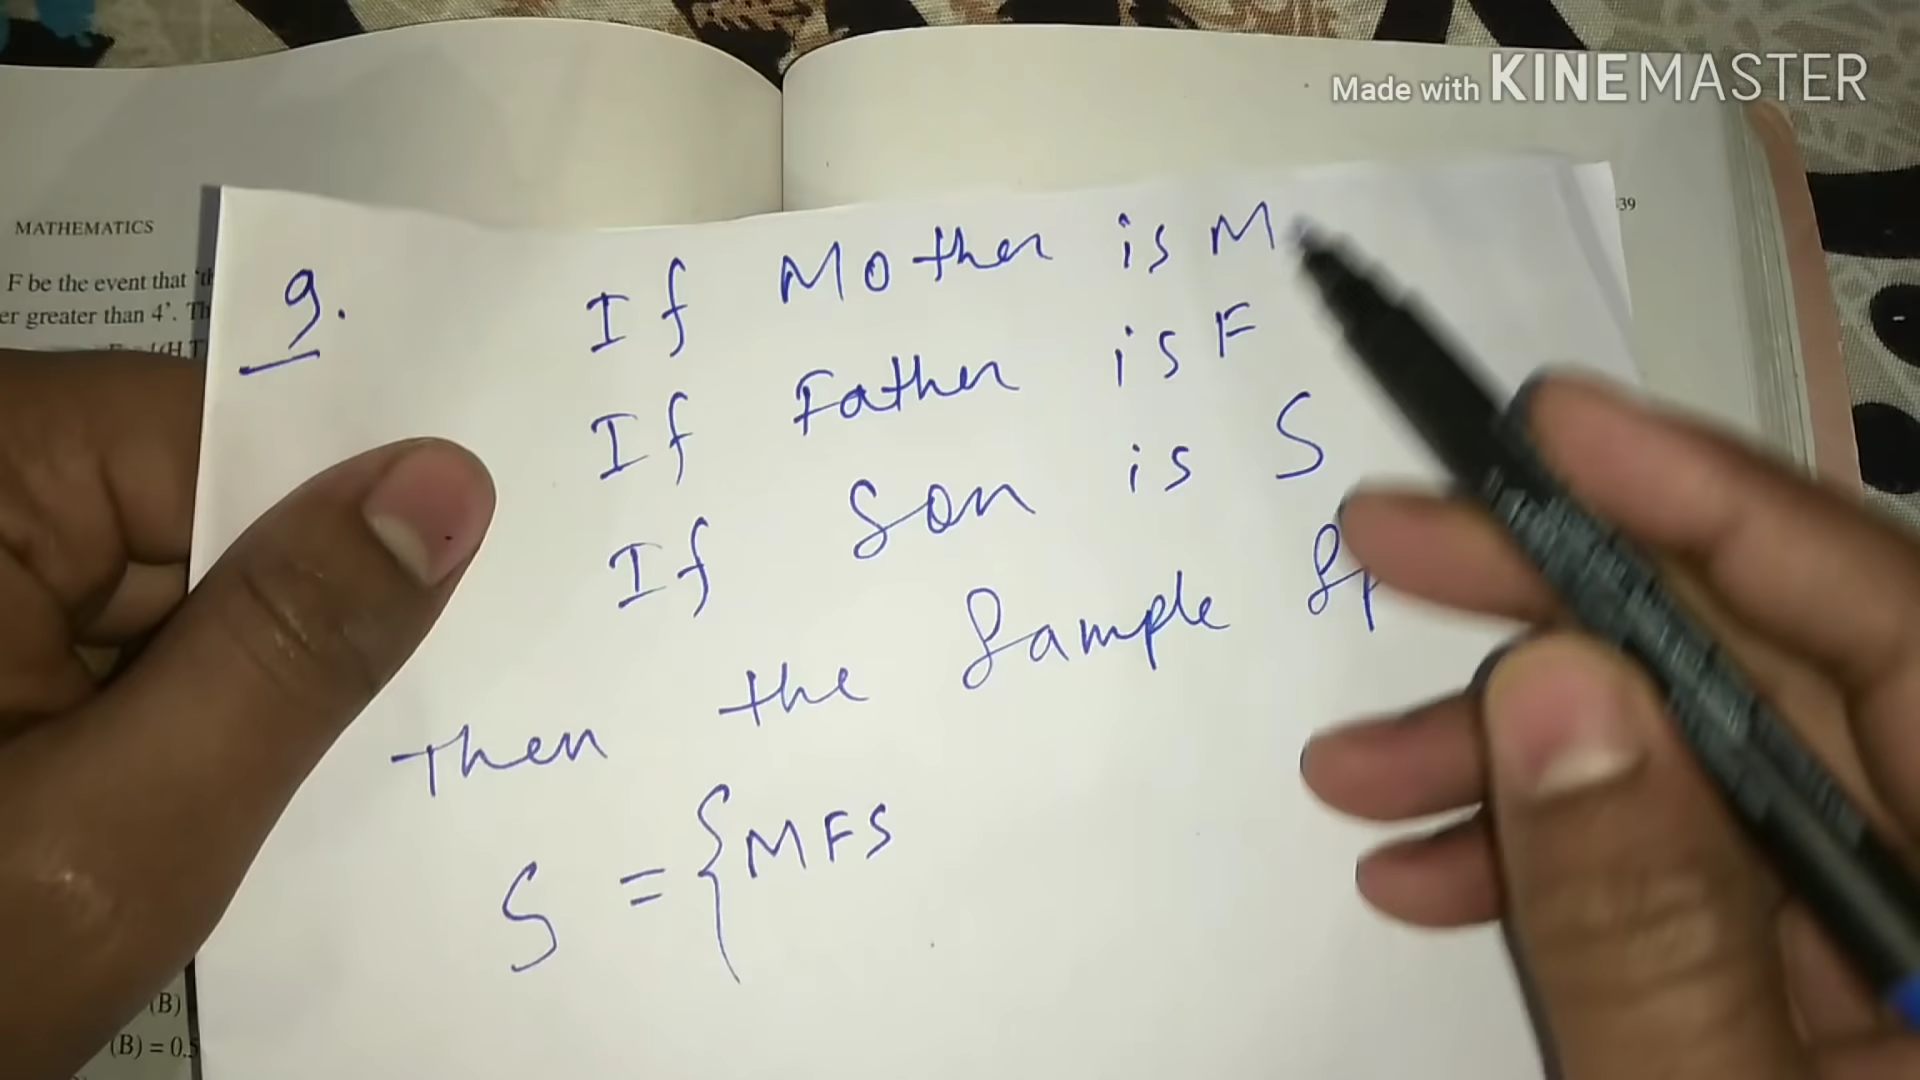 Made with KINEMASTER
39
MATHEMATICS
F be the event that
er greater than 4’.
9.
If Mother is M
If Father is F
If Son is S
Then the Sample
S = { MFS
(B)
(B) = 0.5